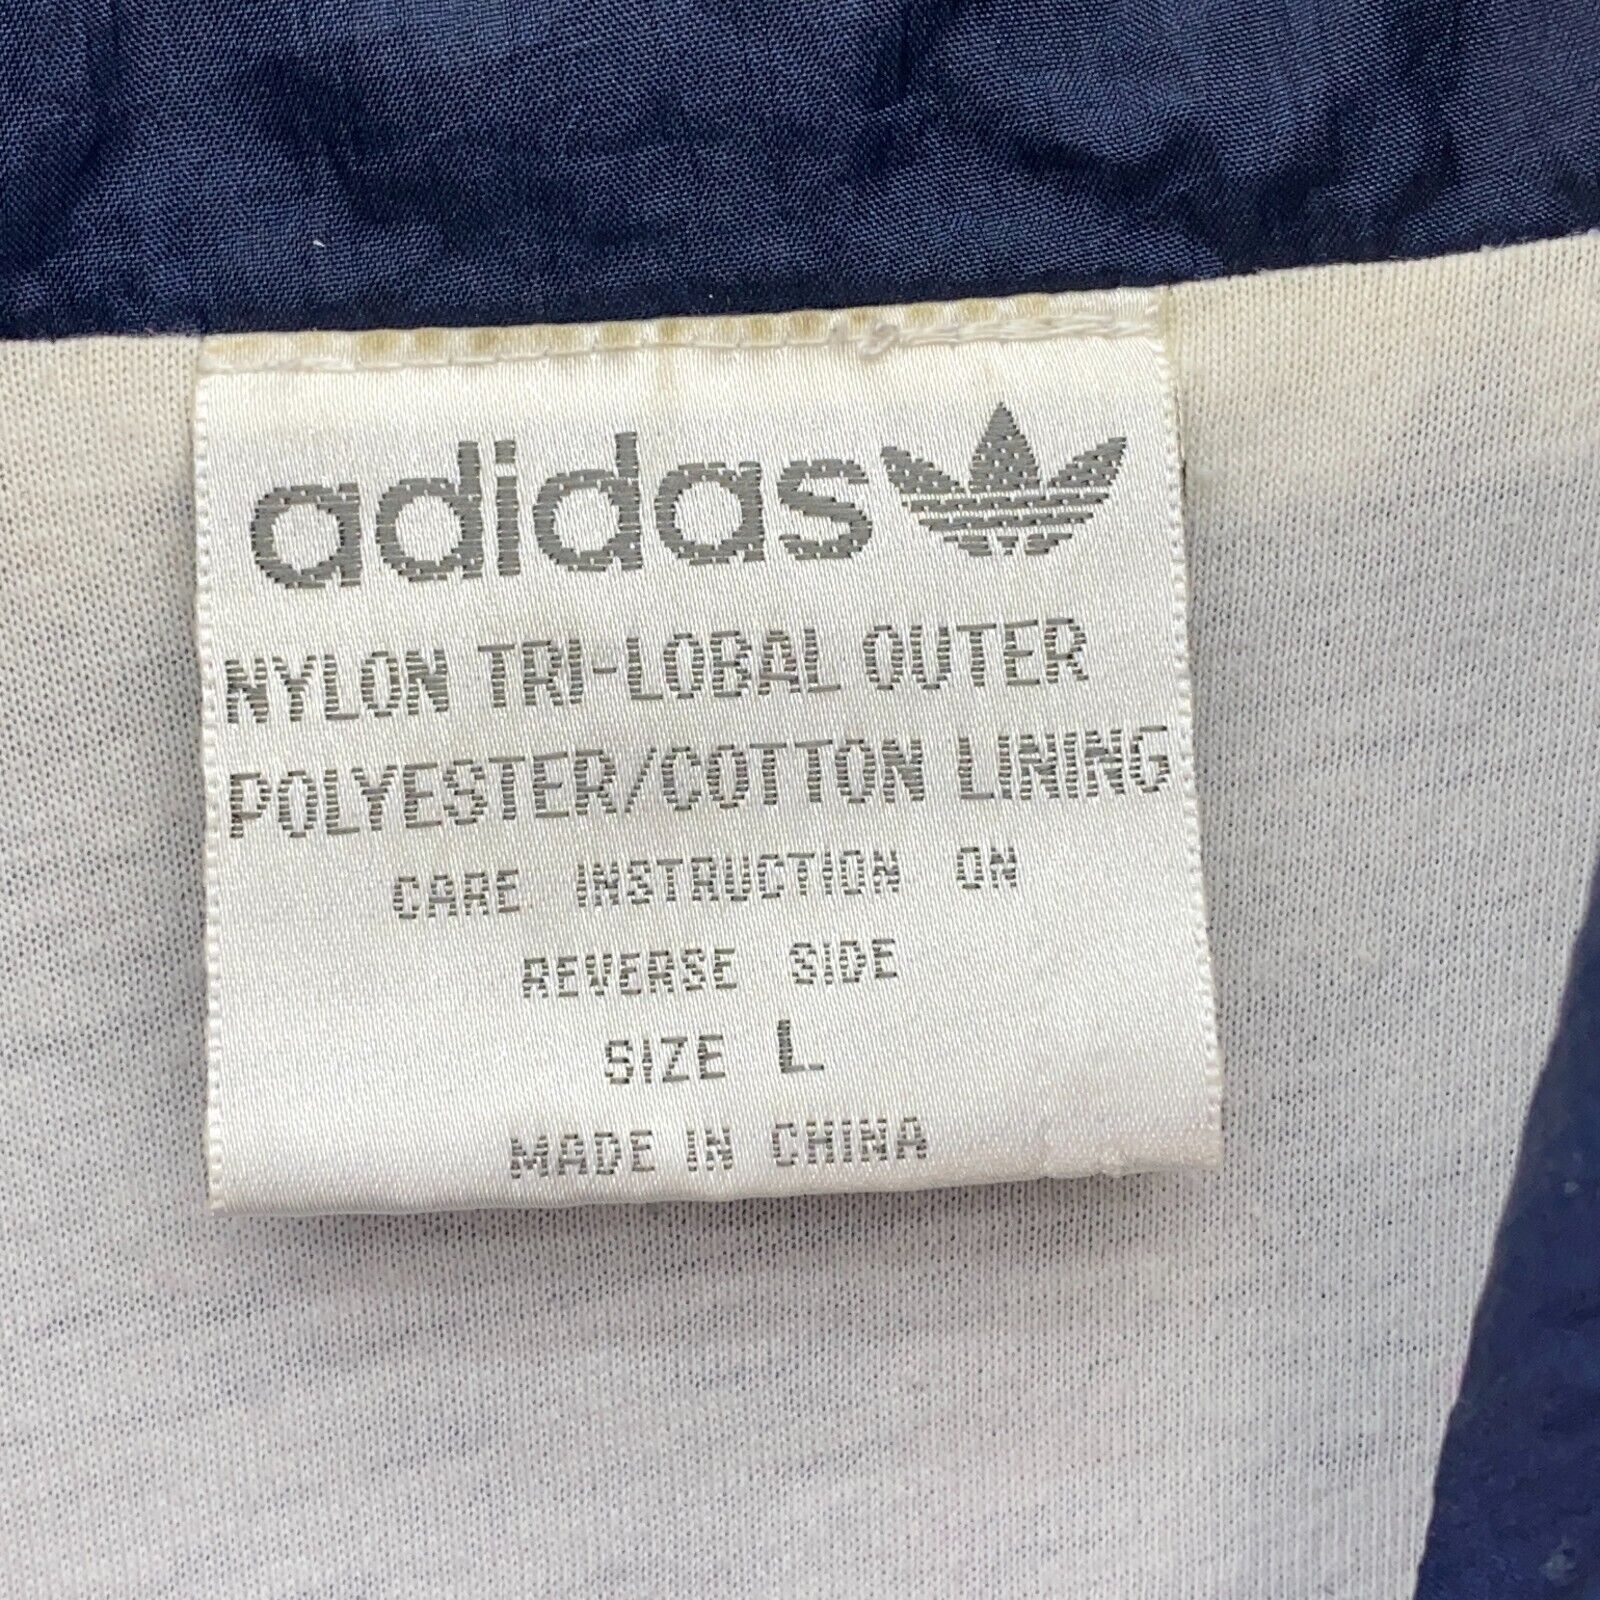 adidas
NYLON TRI-LOBAL OUTER
POLYESTER/COTTON LINING
CARE INSTRUCTION ON
REVERSE SIDE
SIZE L
MADE IN CHINA